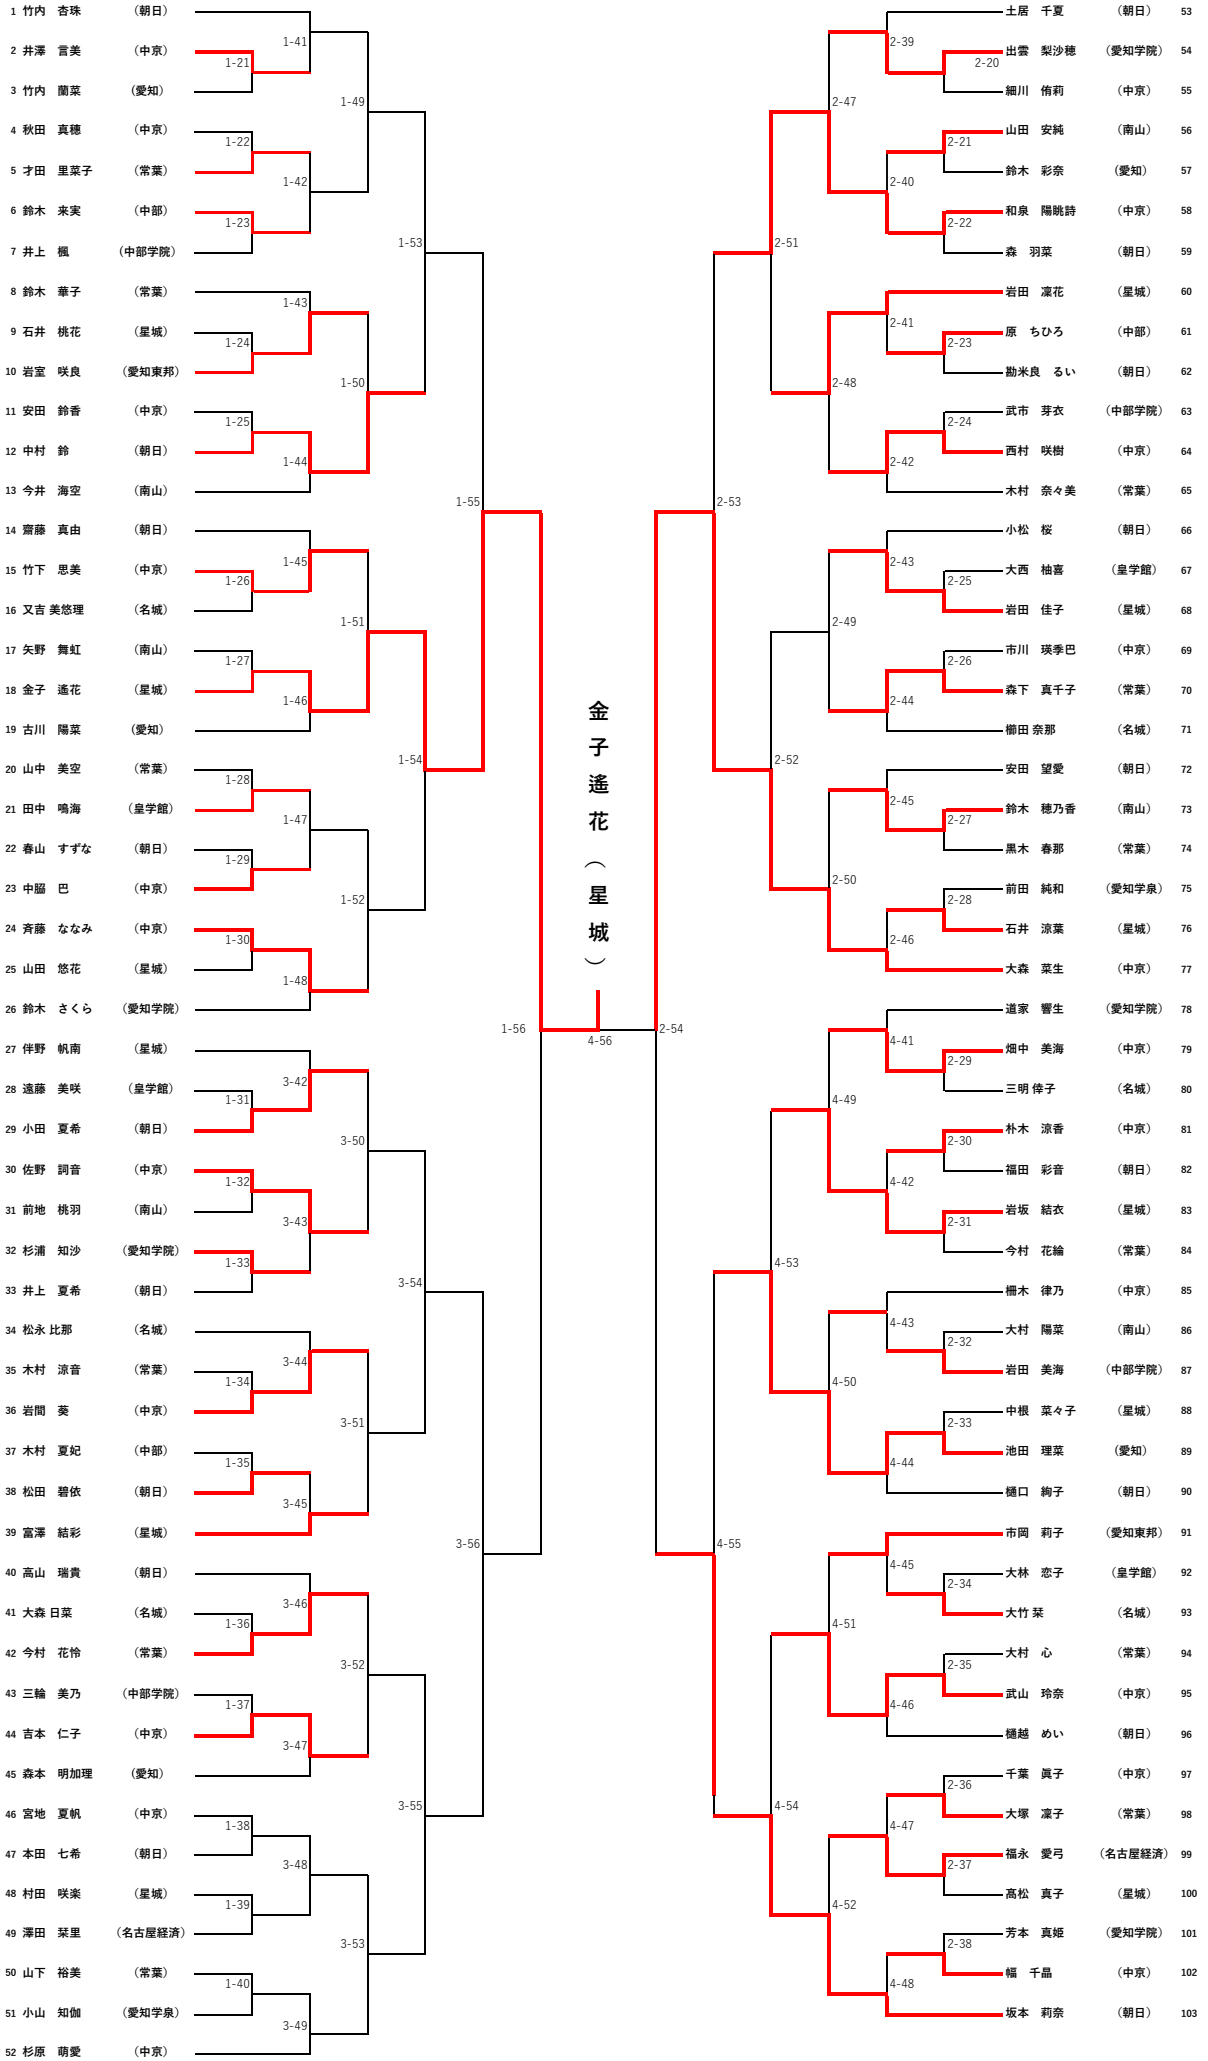 1 竹内　杏珠 （朝日）
2 井澤　言美 （中京）
3 竹内　蘭菜 （愛知）
4 秋田　真穂 （中京）
5 才田　里菜子 （常葉）
6 鈴木　来実 （中部）
7 井上　楓 （中部学院）
8 鈴木　華子 （常葉）
9 石井　桃花 （星城）
10 岩室　咲良 （愛知東邦）
11 安田　鈴香 （中京）
12 中村　鈴 （朝日）
13 今井　海空 （南山）
14 齋藤　真由 （朝日）
15 竹下　思美 （中京）
16 又吉 美悠理 （名城）
17 矢野　舞虹 （南山）
18 金子　遙花 （星城）
19 古川　陽菜 （愛知）
20 山中　美空 （常葉）
21 田中　鳴海 （皇学館）
22 春山　すずな （朝日）
23 中脇　巴 （中京）
24 斉藤　ななみ （中京）
25 山田　悠花 （星城）
26 鈴木　さくら （愛知学院）
27 伴野　帆南 （星城）
28 遠藤　美咲 （皇学館）
29 小田　夏希 （朝日）
30 佐野　詞音 （中京）
31 前地　桃羽 （南山）
32 杉浦　知沙 （愛知学院）
33 井上　夏希 （朝日）
34 松永 比那 （名城）
35 木村　涼音 （常葉）
36 岩間　葵 （中京）
37 木村　夏妃 （中部）
38 松田　碧依 （朝日）
39 富澤　結彩 （星城）
40 高山　瑞貴 （朝日）
41 大森 日菜 （名城）
42 今村　花怜 （常葉）
43 三輪　美乃 （中部学院）
44 吉本　仁子 （中京）
45 森本　明加理 （愛知）
46 宮地　夏帆 （中京）
47 本田　七希 （朝日）
48 村田　咲楽 （星城）
49 澤田　栞里 （名古屋経済）
50 山下　裕美 （常葉）
51 小山　知伽 （愛知学泉）
52 杉原　萌愛 （中京）
1-21
1-22
1-23
1-24
1-25
1-26
1-27
1-28
1-29
1-30
1-31
1-32
1-33
1-34
1-35
1-36
1-37
1-38
1-39
1-40
1-41
1-42
1-43
1-44
1-45
1-46
1-47
1-48
3-42
3-43
3-44
3-45
3-46
3-47
3-48
3-49
1-49
1-50
1-51
1-52
3-50
3-51
3-52
3-53
1-53
1-54
3-54
3-55
1-55
3-56
1-56
金子遙花（星城）
4-56
2-54
2-53
4-55
2-51
2-52
4-53
4-54
2-47
2-48
2-49
2-50
4-49
4-50
4-51
4-52
2-39
2-40
2-41
2-42
2-43
2-44
2-45
2-46
4-41
4-42
4-43
4-44
4-45
4-46
4-47
4-48
2-20
2-21
2-22
2-23
2-24
2-25
2-26
2-27
2-28
2-29
2-30
2-31
2-32
2-33
2-34
2-35
2-36
2-37
2-38
土居　千夏 （朝日） 53
出雲　梨沙穂 （愛知学院） 54
細川　侑莉 （中京） 55
山田　安純 （南山） 56
鈴木　彩奈 （愛知） 57
和泉　陽眺詩 （中京） 58
森　羽菜 （朝日） 59
岩田　凜花 （星城） 60
原　ちひろ （中部） 61
勘米良　るい （朝日） 62
武市　芽衣 （中部学院） 63
西村　咲樹 （中京） 64
木村　奈々美 （常葉） 65
小松　桜 （朝日） 66
大西　柚喜 （皇学館） 67
岩田　佳子 （星城） 68
市川　瑛季巴 （中京） 69
森下　真千子 （常葉） 70
櫛田 奈那 （名城） 71
安田　望愛 （朝日） 72
鈴木　穂乃香 （南山） 73
黒木　春那 （常葉） 74
前田　純和 （愛知学泉） 75
石井　涼葉 （星城） 76
大森　菜生 （中京） 77
道家　響生 （愛知学院） 78
畑中　美海 （中京） 79
三明 倖子 （名城） 80
朴木　涼香 （中京） 81
福田　彩音 （朝日） 82
岩坂　結衣 （星城） 83
今村　花綸 （常葉） 84
柵木　律乃 （中京） 85
大村　陽菜 （南山） 86
岩田　美海 （中部学院） 87
中根　菜々子 （星城） 88
池田　理菜 （愛知） 89
樋口　絢子 （朝日） 90
市岡　莉子 （愛知東邦） 91
大林　恋子 （皇学館） 92
大竹 栞 （名城） 93
大村　心 （常葉） 94
武山　玲奈 （中京） 95
樋越　めい （朝日） 96
千葉　眞子 （中京） 97
大塚　凛子 （常葉） 98
福永　愛弓 （名古屋経済） 99
髙松　真子 （星城） 100
芳本　真姫 （愛知学院） 101
幅　千晶 （中京） 102
坂本　莉奈 （朝日） 103